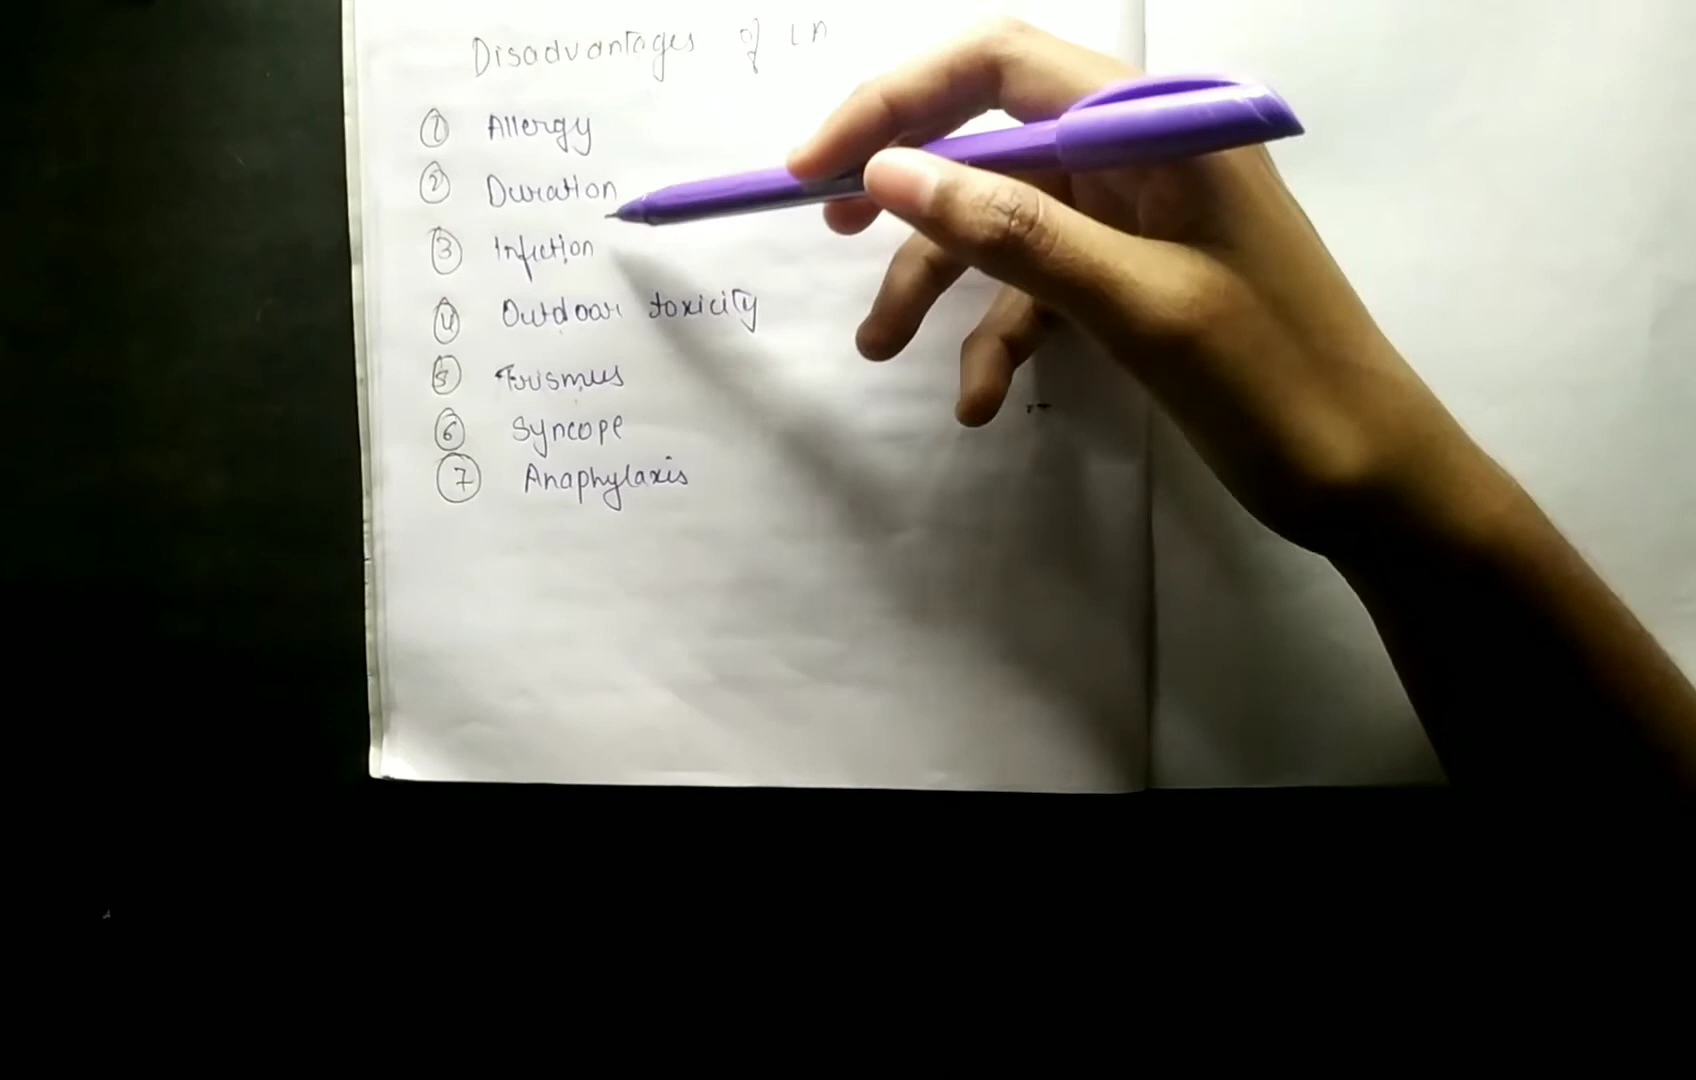 Disadvantages of LA
① Allergy
② Duration
③ Infection
④ Outdoor toxicity
⑤ Trismus
⑥ Syncope
⑦ Anaphylaxis